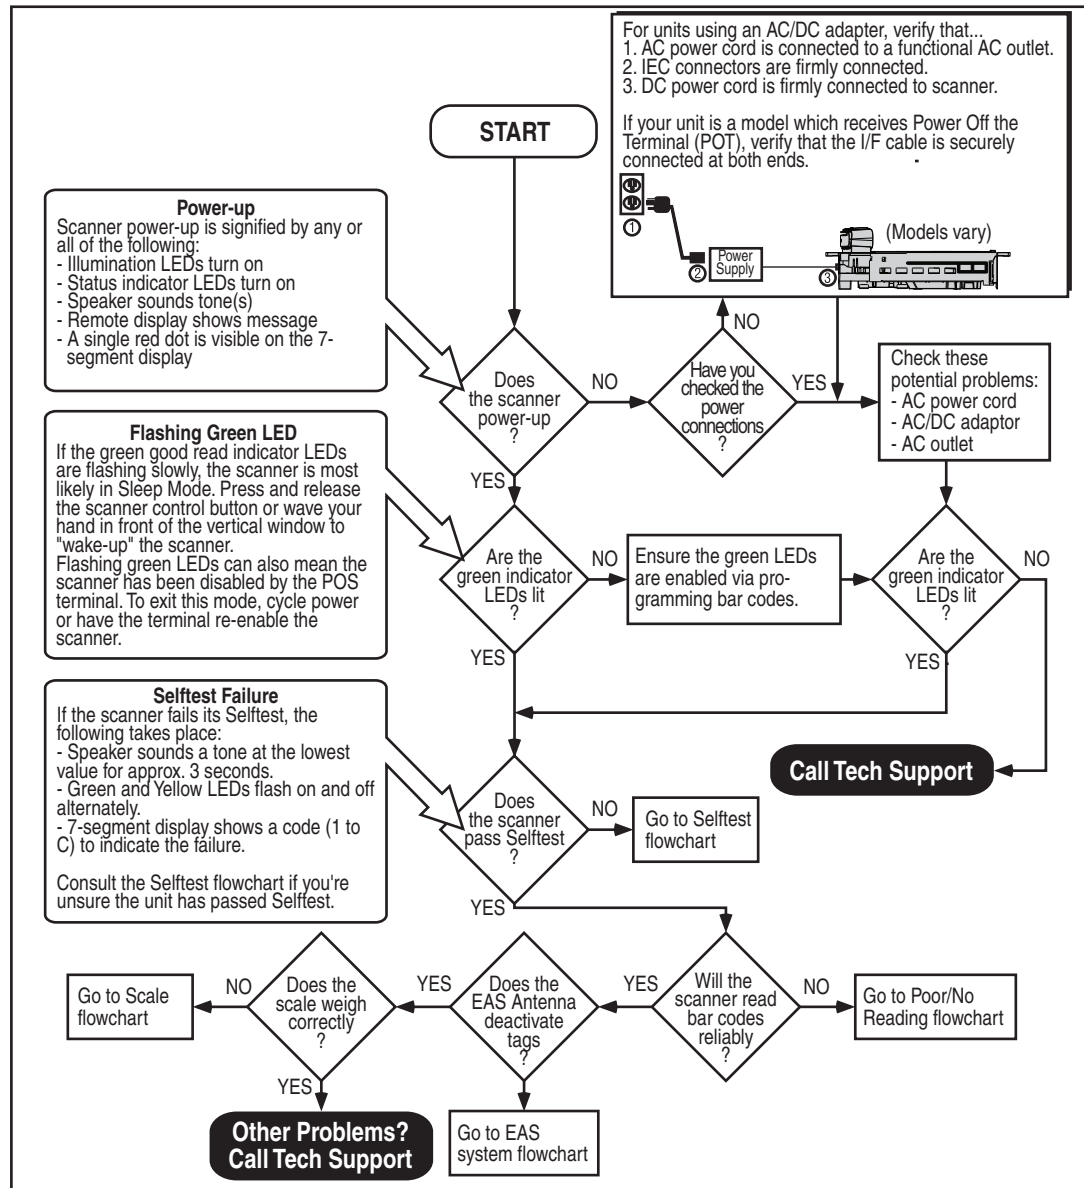 For units using an AC/DC adapter, verify that...
1. AC power cord is connected to a functional AC outlet.
2. IEC connectors are firmly connected.
3. DC power cord is firmly connected to scanner.
If your unit is a model which receives Power Off the
Terminal (POT), verify that the I/F cable is securely
connected at both ends.
1
2
Power
Supply
3
(Models vary)
START
Power-up
Scanner power-up is signified by any or
all of the following:
- Illumination LEDs turn on
- Status indicator LEDs turn on
- Speaker sounds tone(s)
- Remote display shows message
- A single red dot is visible on the 7-
segment display
Does
the scanner
power-up
?
NO
YES
Have you
checked the
power
connections
?
NO
YES
Check these
potential problems:
- AC power cord
- AC/DC adaptor
- AC outlet
Flashing Green LED
If the green good read indicator LEDs
are flashing slowly, the scanner is most
likely in Sleep Mode. Press and release
the scanner control button or wave your
hand in front of the vertical window to
"wake-up" the scanner.
Flashing green LEDs can also mean the
scanner has been disabled by the POS
terminal. To exit this mode, cycle power
or have the terminal re-enable the
scanner.
Are the
green indicator
LEDs lit
?
NO
YES
Ensure the green LEDs
are enabled via pro-
gramming bar codes.
Are the
green indicator
LEDs lit
?
NO
YES
Call Tech Support
Selftest Failure
If the scanner fails its Selftest, the
following takes place:
- Speaker sounds a tone at the lowest
value for approx. 3 seconds.
- Green and Yellow LEDs flash on and off
alternately.
- 7-segment display shows a code (1 to
C) to indicate the failure.
Consult the Selftest flowchart if you're
unsure the unit has passed Selftest.
Does
the scanner
pass Selftest
?
NO
YES
Go to Selftest
flowchart
Will the
scanner read
bar codes
reliably
?
NO
YES
Go to Poor/No
Reading flowchart
Does the
EAS Antenna
deactivate
tags
?
YES
Go to EAS
system flowchart
Does the
scale weigh
correctly
?
NO
YES
Go to Scale
flowchart
Other Problems?
Call Tech Support